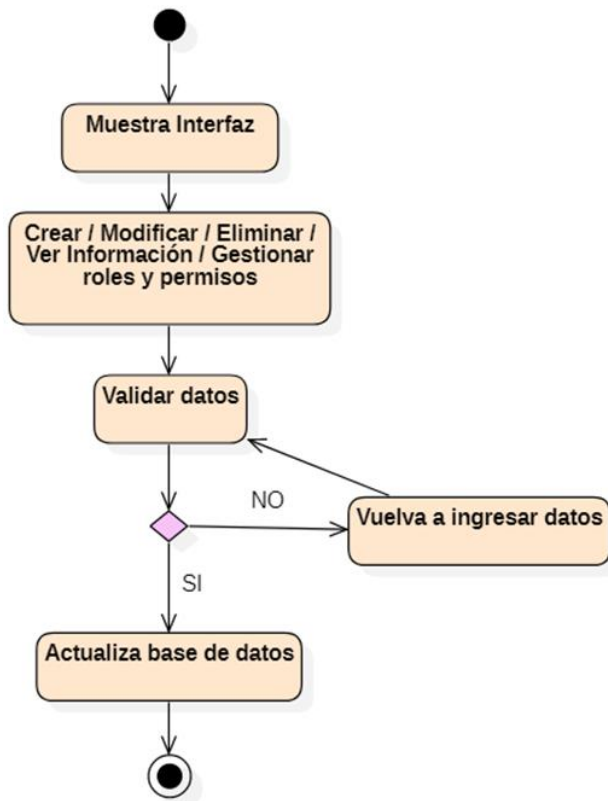 Muestra Interfaz
Crear / Modificar / Eliminar /
Ver Información / Gestionar
roles y permisos
Validar datos
NO
Vuelva a ingresar datos
SI
Actualiza base de datos